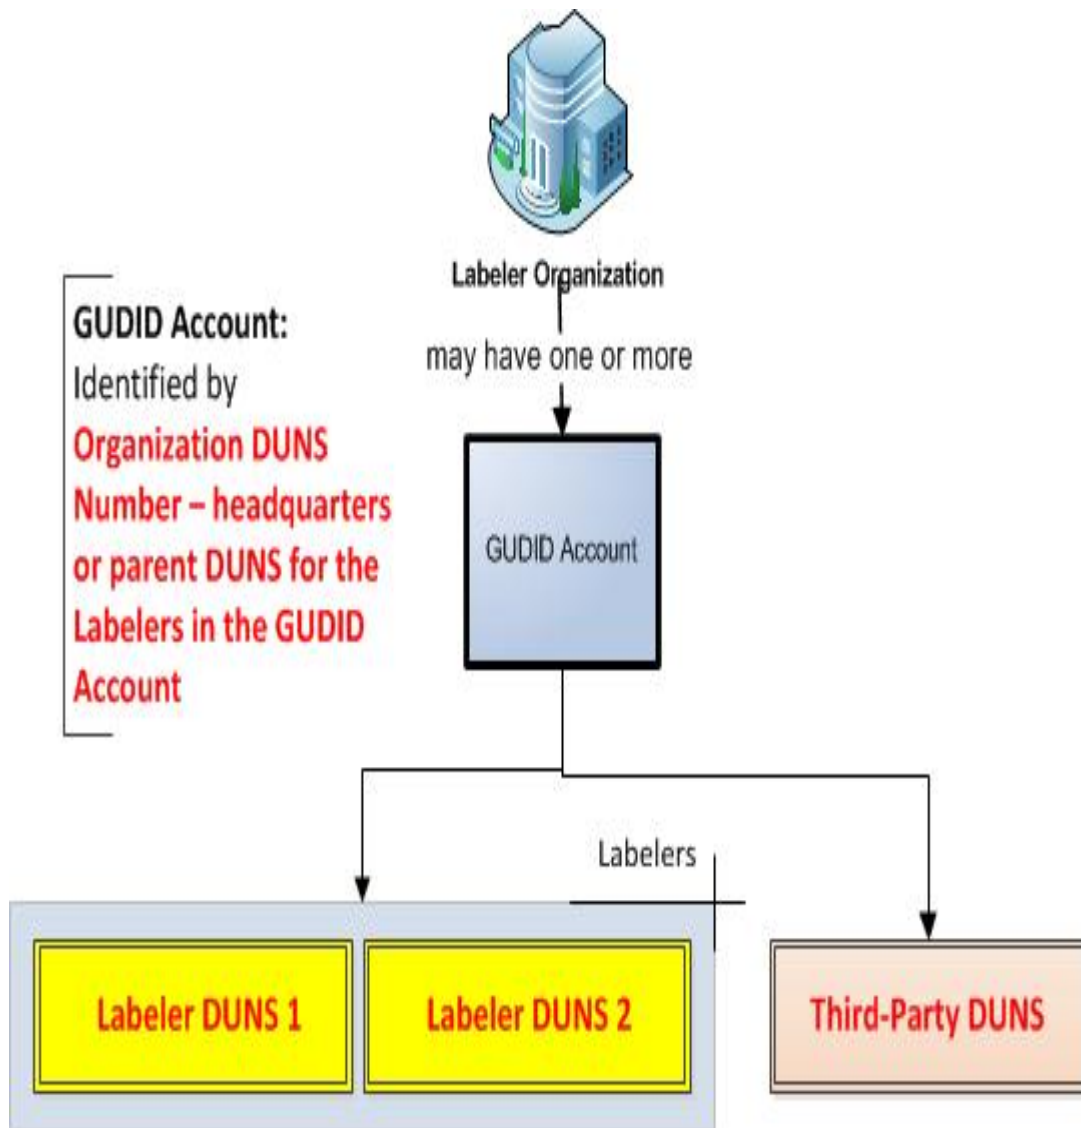 Labeler Organization
may have one or more
GUDID Account:
Identified by
Organization DUNS
Number – headquarters
or parent DUNS for the
Labelers in the GUDID
Account
GUDID Account
Labelers
Labeler DUNS 1
Labeler DUNS 2
Third-Party DUNS